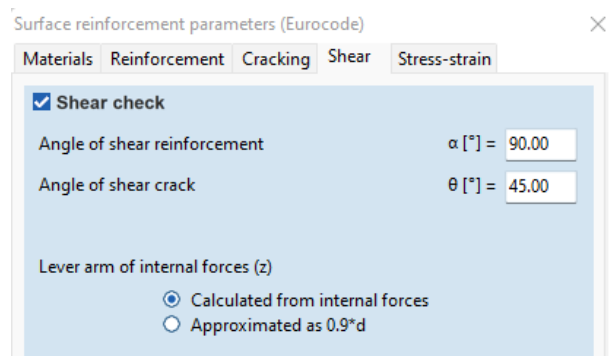 Surface reinforcement parameters (Eurocode)
Materials Reinforcement Cracking Shear Stress-strain
Shear check
Angle of shear reinforcement α [°] = 90.00
Angle of shear crack θ [°] = 45.00
Lever arm of internal forces (z)
Calculated from internal forces
Approximated as 0.9*d